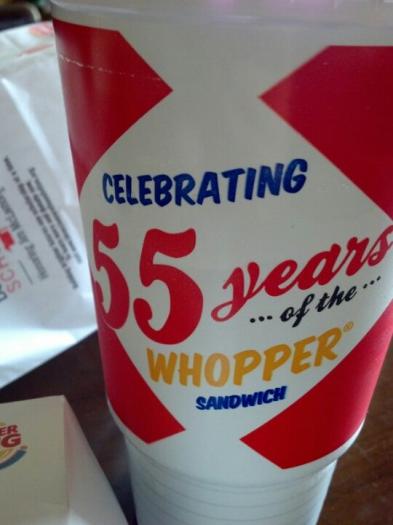 CELEBRATING
55 years
... of the ...
WHOPPER®
SANDWICH